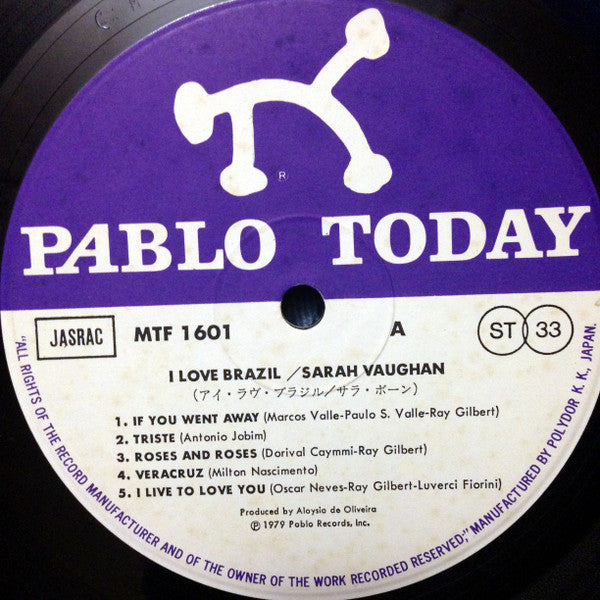 ®
PABLO TODAY
JASRAC MTF 1601 A ST 33
I LOVE BRAZIL ／SARAH VAUGHAN
（アイ・ラヴ・ブラジル／サラ・ボーン）
1. IF YOU WENT AWAY (Marcos Valle-Paulo S. Valle-Ray Gilbert)
2. TRISTE (Antonio Jobim)
3. ROSES AND ROSES (Dorival Caymmi-Ray Gilbert)
4. VERACRUZ (Milton Nascimento)
5. I LIVE TO LOVE YOU (Oscar Neves-Ray Gilbert-Luverci Fiorini)
Produced by Aloysio de Oliveira
℗ 1979 Pablo Records, Inc.
"ALL RIGHTS OF THE RECORD MANUFACTURER AND OF THE OWNER OF THE WORK RECORDED RESERVED;" MANUFACTURED BY POLYDOR K. K., JAPAN.